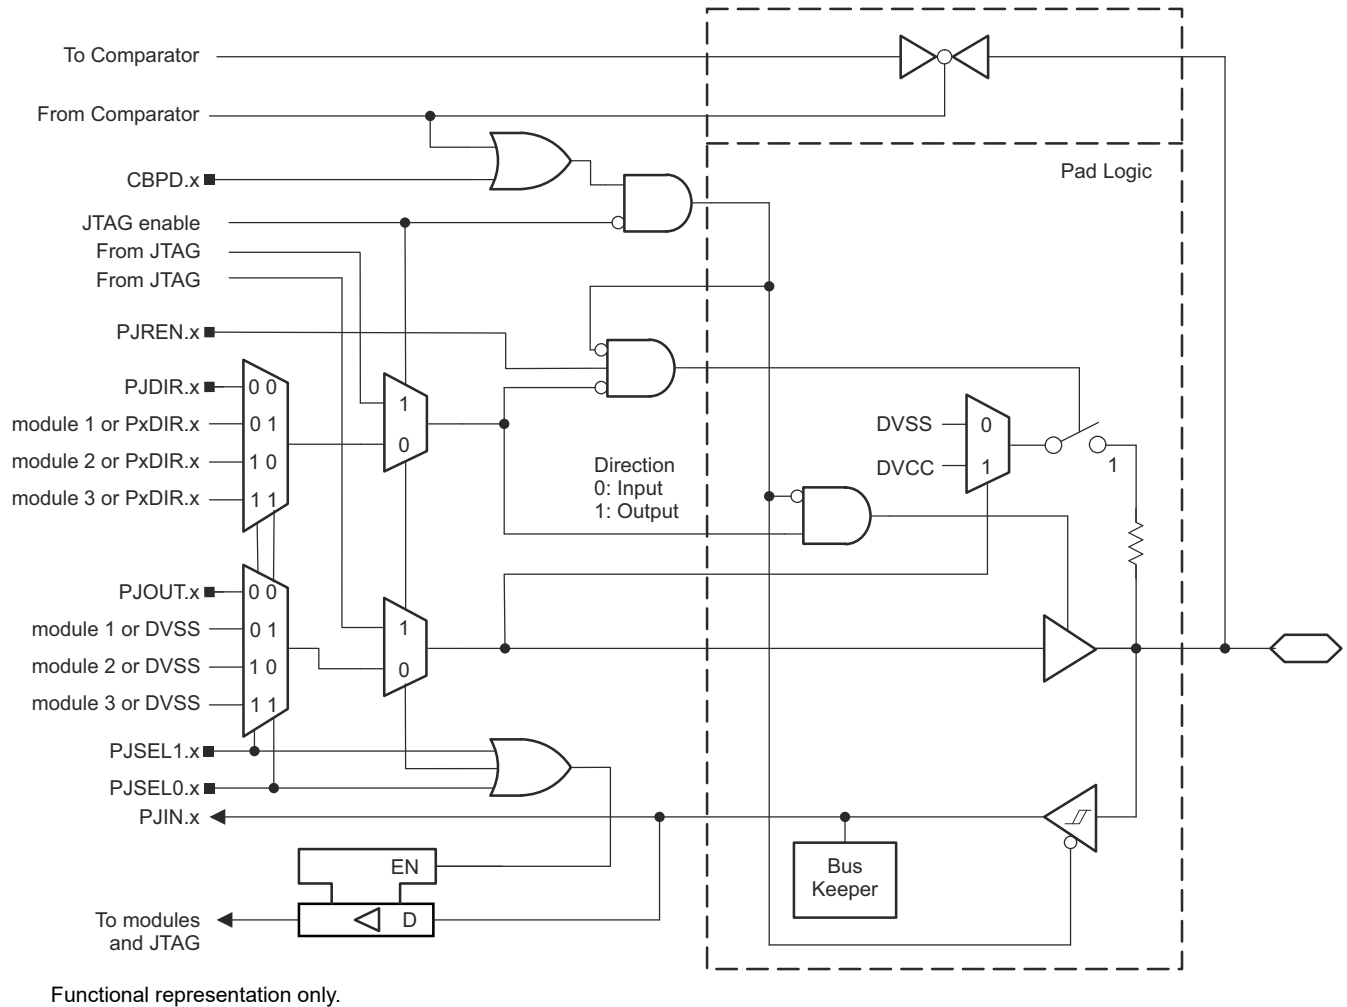 To Comparator
From Comparator
Pad Logic
CBPD.x
JTAG enable
From JTAG
From JTAG
PJREN.x
PJDIR.x
0 0
module 1 or PxDIR.x
0 1
module 2 or PxDIR.x
1 0
module 3 or PxDIR.x
1 1
1
0
DVSS
0
DVCC
1
1
Direction
0: Input
1: Output
PJOUT.x
0 0
module 1 or DVSS
0 1
module 2 or DVSS
1 0
module 3 or DVSS
1 1
1
0
PJSEL1.x
PJSEL0.x
PJIN.x
EN
D
Bus
Keeper
To modules
and JTAG
Functional representation only.